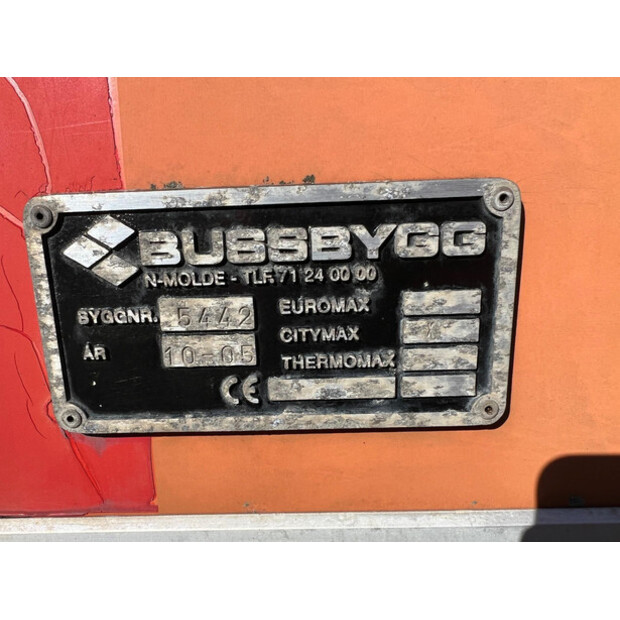 BUSSBYGG
N-MOLDE - TLF. 71 24 00 00
BYGGNR. 5442
ÅR 10-05
EUROMAX
CITYMAX X
THERMOMAX
CE